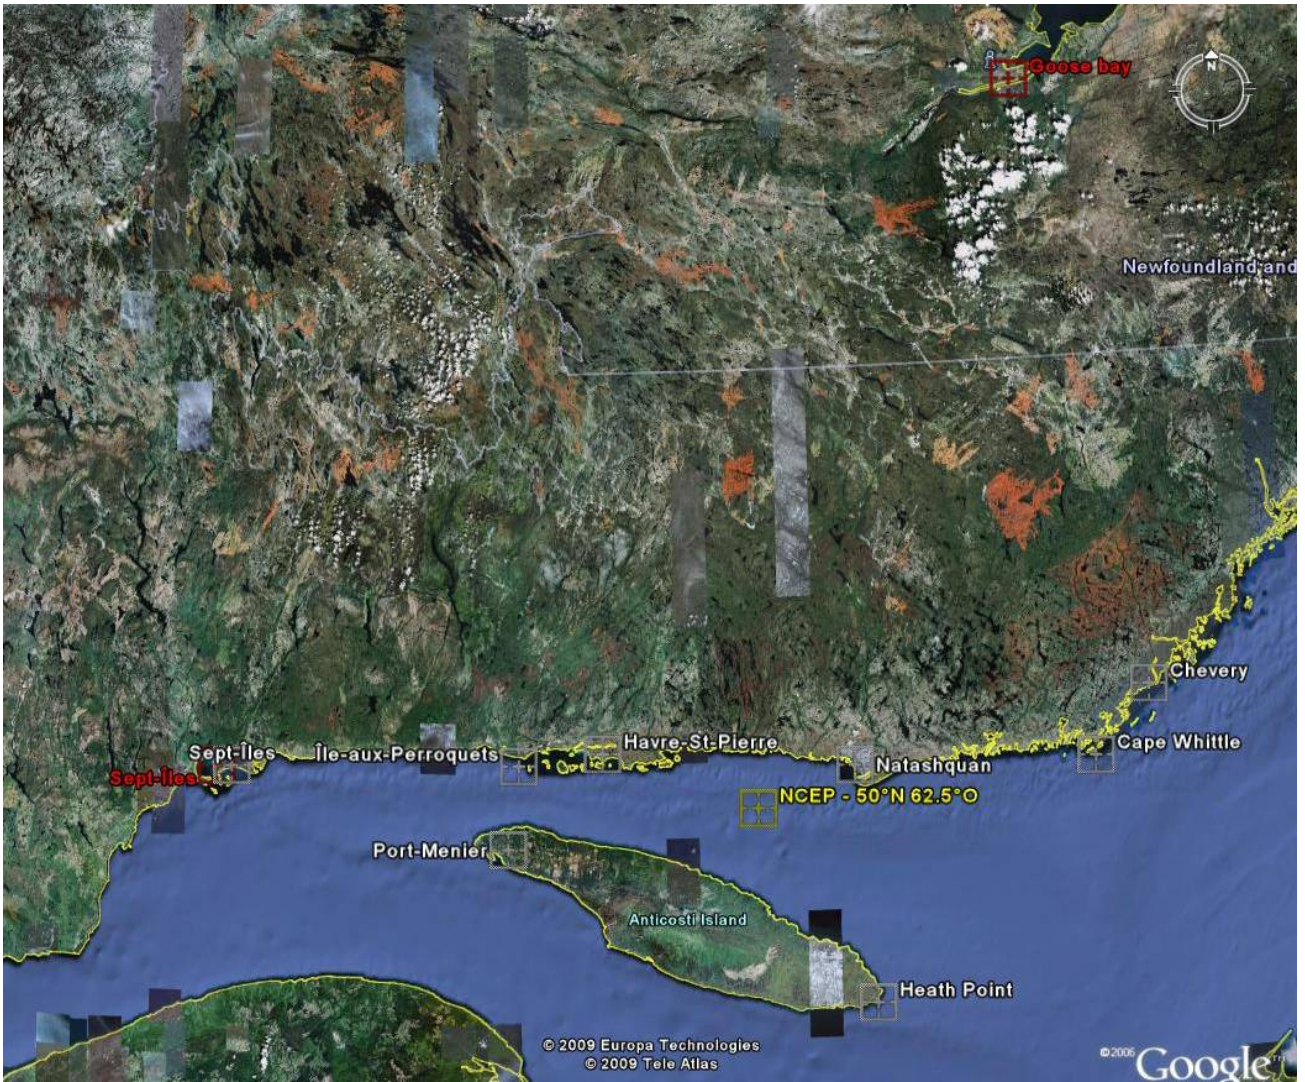 Goose bay
N
Newfoundland and
Chevery
Sept-Îles
Île-aux-Perroquets
Havre-St-Pierre
Cape Whittle
Sept-Îles
Natashquan
NCEP - 50°N 62.5°O
Port-Menier
Anticosti Island
Heath Point
© 2009 Europa Technologies
© 2009 Tele Atlas
©2006 Google™